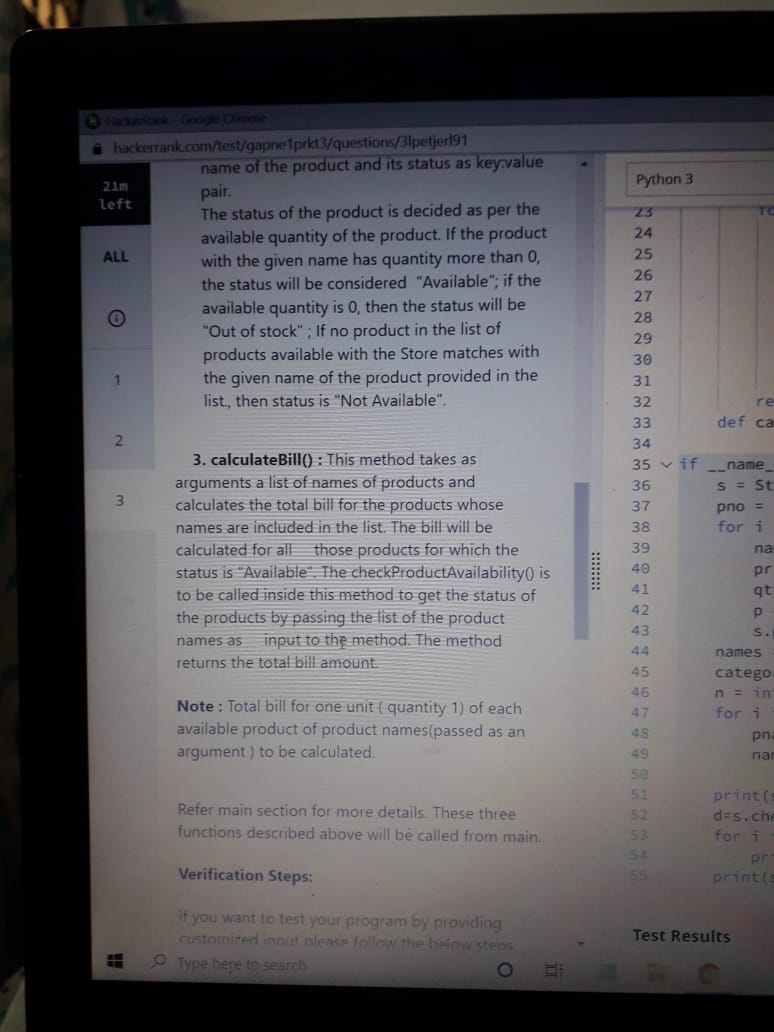 HackerRank - Google Chrome
hackerrank.com/test/gapne1prkt3/questions/3lpetjerl91
21m
left
ALL
1
2
3
name of the product and its status as key:value
pair.
The status of the product is decided as per the
available quantity of the product. If the product
with the given name has quantity more than 0,
the status will be considered "Available"; if the
available quantity is 0, then the status will be
"Out of stock" ; If no product in the list of
products available with the Store matches with
the given name of the product provided in the
list., then status is "Not Available".
3. calculateBill() : This method takes as
arguments a list of names of products and
calculates the total bill for the products whose
names are included in the list. The bill will be
calculated for all those products for which the
status is "Available". The checkProductAvailability() is
to be called inside this method to get the status of
the products by passing the list of the product
names as input to the method. The method
returns the total bill amount.
Note : Total bill for one unit ( quantity 1) of each
available product of product names(passed as an
argument ) to be calculated.
Refer main section for more details. These three
functions described above will be called from main.
Verification Steps:
if you want to test your program by providing
customized input please follow the below steps
Type here to search
Python 3
23
24
25
26
27
28
29
30
31
32 re
33 def ca
34
35 if __name_
36 s = St
37 pno =
38 for i
39 na
40 pr
41 qt
42 p
43 s.
44 names =
45 catego
46 n = in
47 for i
48 pna
49 nam
50
51 print(s
52 d=s.che
53 for i
54 pr
55 print(s
Test Results